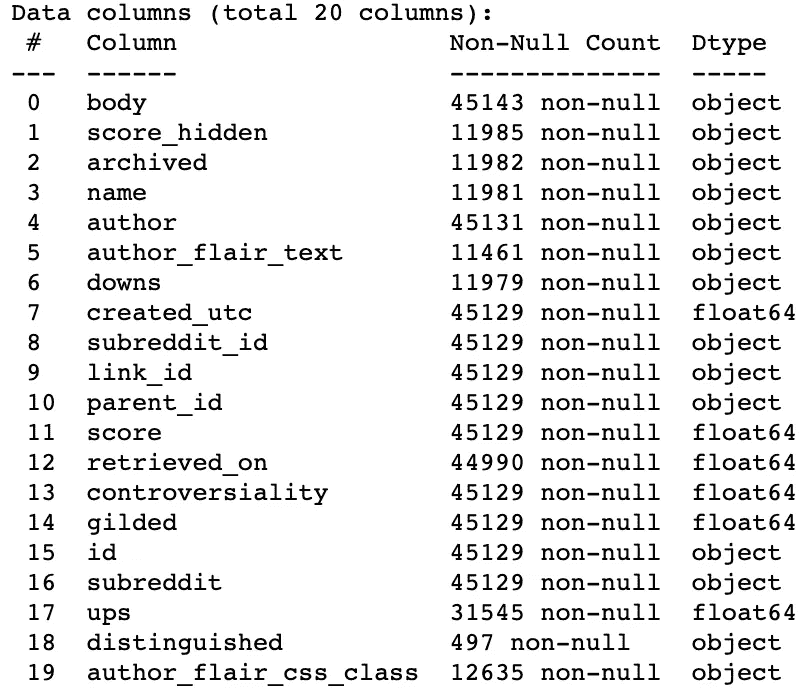 Data columns (total 20 columns):
 #   Column                  Non-Null Count  Dtype
---  ------                  --------------  -----
 0   body                    45143 non-null  object
 1   score_hidden            11985 non-null  object
 2   archived                11982 non-null  object
 3   name                    11981 non-null  object
 4   author                  45131 non-null  object
 5   author_flair_text       11461 non-null  object
 6   downs                   11979 non-null  object
 7   created_utc             45129 non-null  float64
 8   subreddit_id            45129 non-null  object
 9   link_id                 45129 non-null  object
 10  parent_id               45129 non-null  object
 11  score                   45129 non-null  float64
 12  retrieved_on            44990 non-null  float64
 13  controversiality        45129 non-null  float64
 14  gilded                  45129 non-null  float64
 15  id                      45129 non-null  object
 16  subreddit               45129 non-null  object
 17  ups                     31545 non-null  float64
 18  distinguished           497 non-null    object
 19  author_flair_css_class  12635 non-null  object